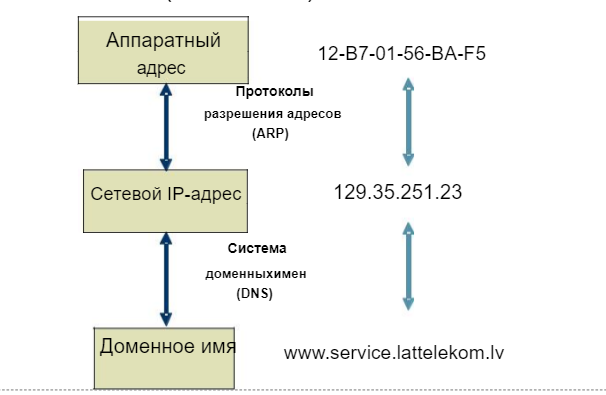 Аппаратный
адрес
12-B7-01-56-BA-F5
Протоколы
разрешения адресов
(ARP)
Сетевой IP-адрес
129.35.251.23
Система
доменныхимен
(DNS)
Доменное имя
www.service.lattelekom.lv